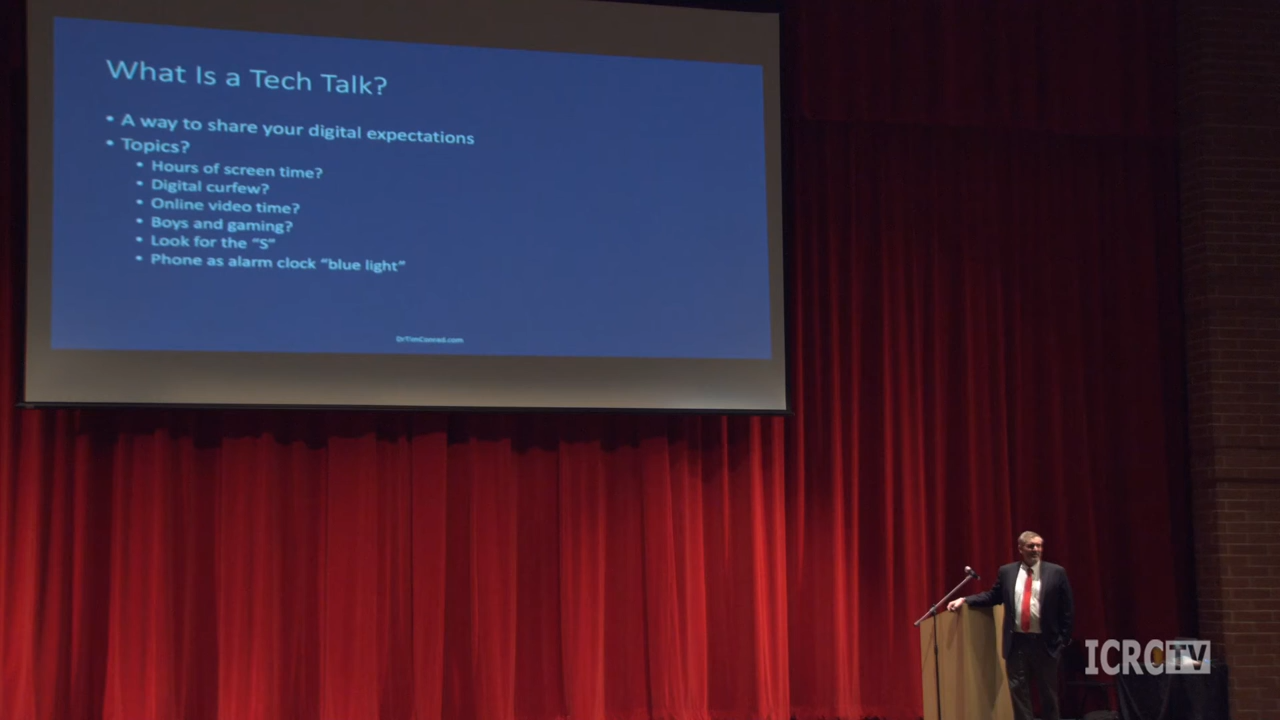 What Is a Tech Talk?
• A way to share your digital expectations
• Topics?
• Hours of screen time?
• Digital curfew?
• Online video time?
• Boys and gaming?
• Look for the “S”
• Phone as alarm clock “blue light”
DrTimConrad.com
ICRCTV